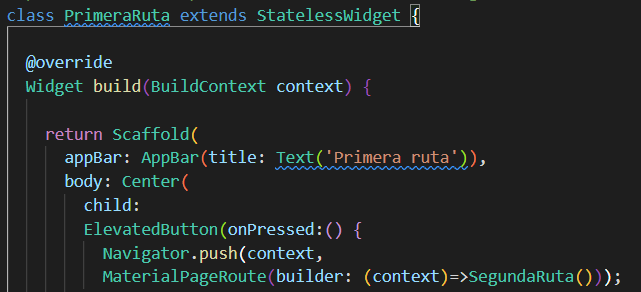 class PrimeraRuta extends StatelessWidget {
@override
Widget build(BuildContext context) {
return Scaffold(
appBar: AppBar(title: Text('Primera ruta')),
body: Center(
child:
ElevatedButton(onPressed:() {
Navigator.push(context,
MaterialPageRoute(builder: (context)=>SegundaRuta()));